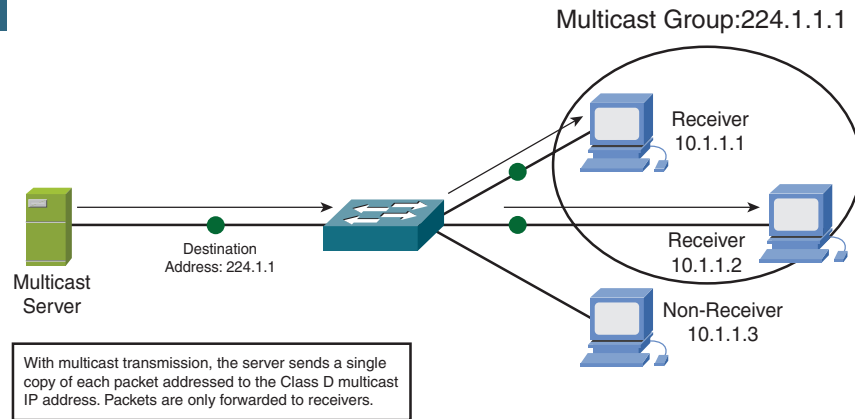 Multicast Group:224.1.1.1
Receiver
10.1.1.1
Destination
Address: 224.1.1
Receiver
10.1.1.2
Multicast
Server
Non-Receiver
10.1.1.3
With multicast transmission, the server sends a single
copy of each packet addressed to the Class D multicast
IP address. Packets are only forwarded to receivers.